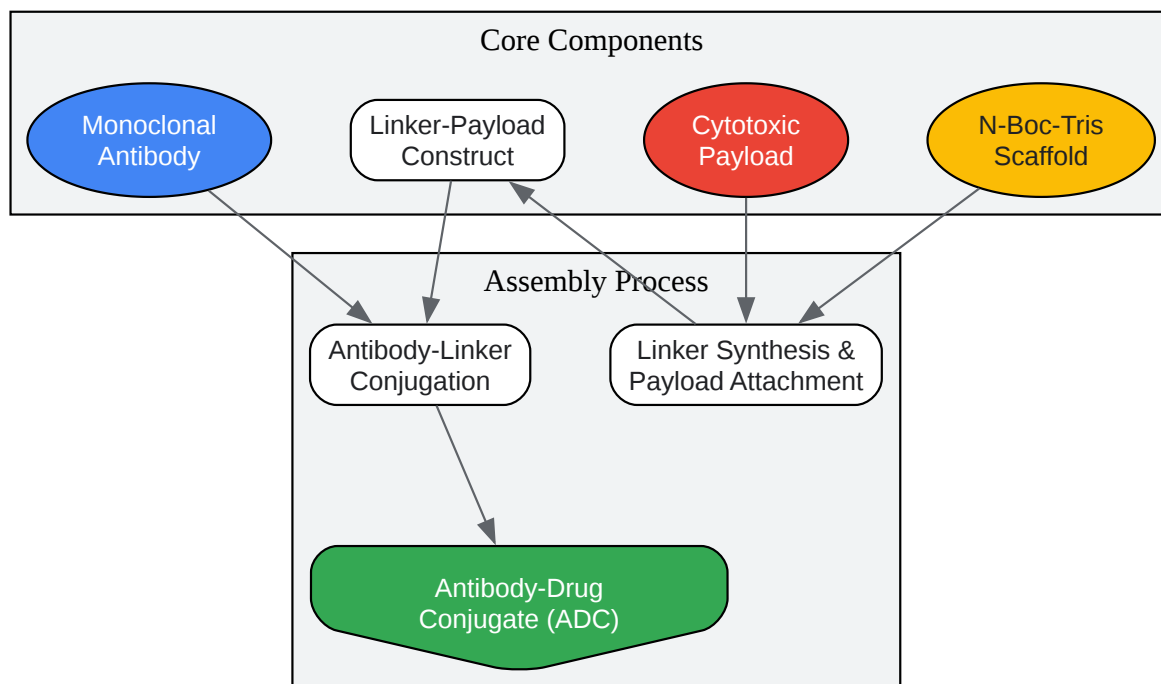 Core Components
Monoclonal
Antibody
Linker-Payload
Construct
Cytotoxic
Payload
N-Boc-Tris
Scaffold
Assembly Process
Antibody-Linker
Conjugation
Linker Synthesis &
Payload Attachment
Antibody-Drug
Conjugate (ADC)